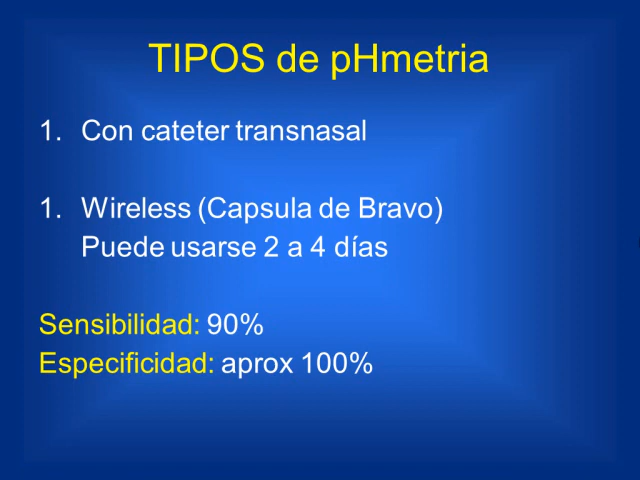 TIPOS de pHmetria
1. Con cateter transnasal
1. Wireless (Capsula de Bravo)
Puede usarse 2 a 4 días
Sensibilidad: 90%
Especificidad: aprox 100%